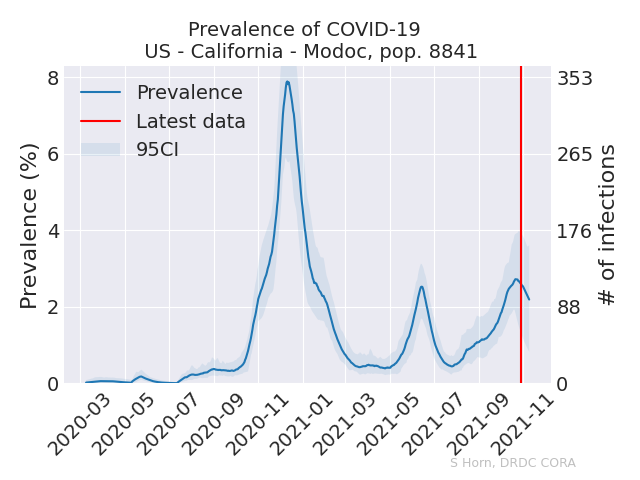 Prevalence of COVID-19
US - California - Modoc, pop. 8841
Prevalence
Latest data
95CI
Prevalence (%)
8
6
4
2
0
353
265
176
88
0
# of infections
2020-03
2020-05
2020-07
2020-09
2020-11
2021-01
2021-03
2021-05
2021-07
2021-09
2021-11
S Horn, DRDC CORA